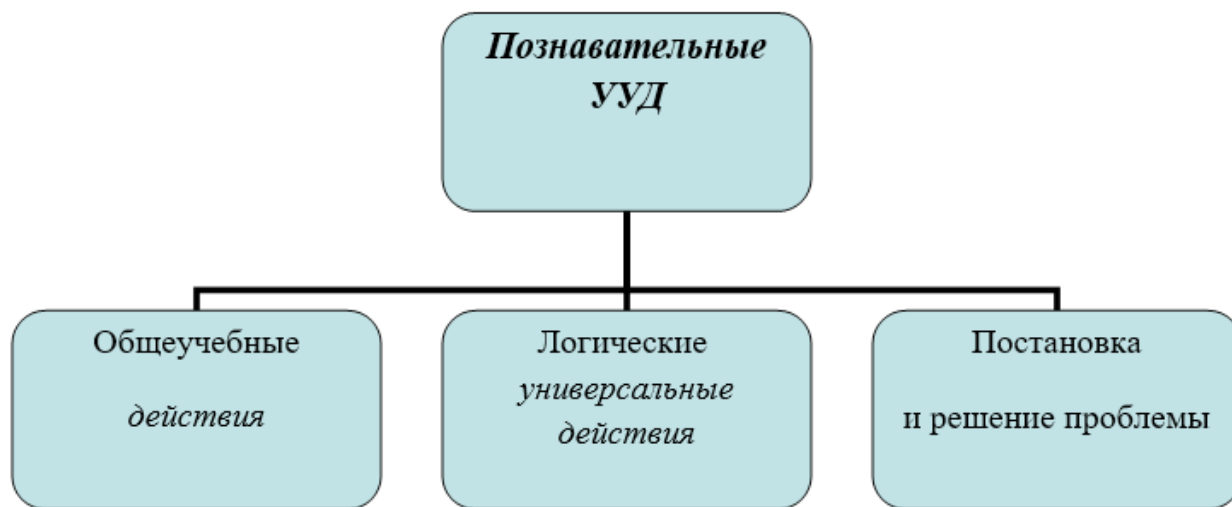 Познавательные
УУД
Общеучебные
действия
Логические
универсальные
действия
Постановка
и решение проблемы